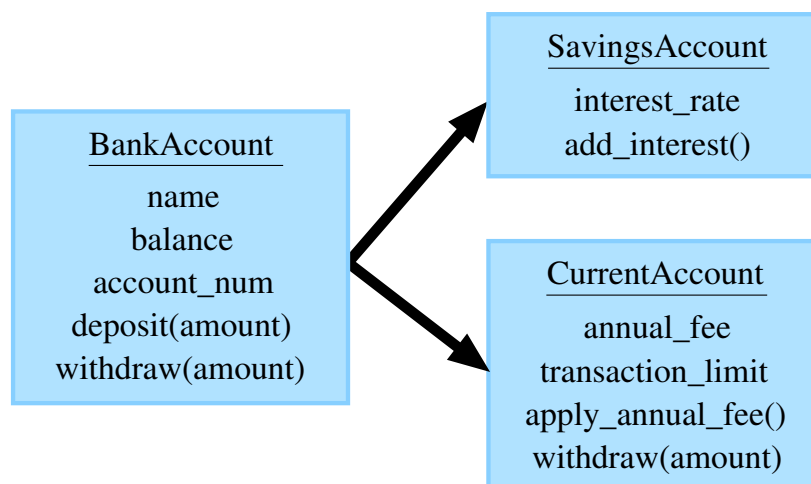 BankAccount
name
balance
account_num
deposit(amount)
withdraw(amount)
SavingsAccount
interest_rate
add_interest()
CurrentAccount
annual_fee
transaction_limit
apply_annual_fee()
withdraw(amount)